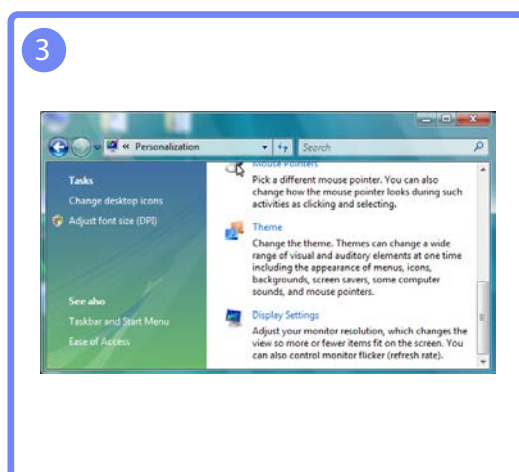 3
« Personalization
Search
Tasks
Change desktop icons
Adjust font size (DPI)
See also
Taskbar and Start Menu
Ease of Access
Mouse Pointers
Pick a different mouse pointer. You can also
change how the mouse pointer looks during such
activities as clicking and selecting.
Theme
Change the theme. Themes can change a wide
range of visual and auditory elements at one time
including the appearance of menus, icons,
backgrounds, screen savers, some computer
sounds, and mouse pointers.
Display Settings
Adjust your monitor resolution, which changes the
view so more or fewer items fit on the screen. You
can also control monitor flicker (refresh rate).